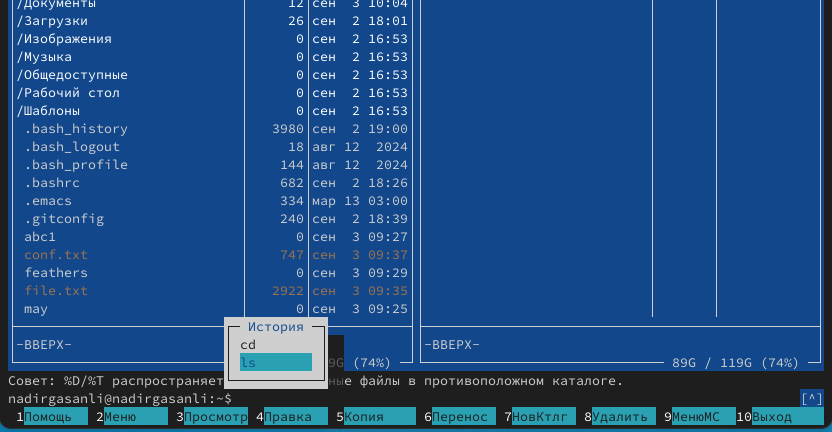 /Документы 12 сен 3 10:04
/Загрузки 26 сен 2 18:01
/Изображения 0 сен 2 16:53
/Музыка 0 сен 2 16:53
/Общедоступные 0 сен 2 16:53
/Рабочий стол 0 сен 2 16:53
/Шаблоны 0 сен 2 16:53
.bash_history 3980 сен 2 19:00
.bash_logout 18 авг 12 2024
.bash_profile 144 авг 12 2024
.bashrc 682 сен 2 18:26
.emacs 334 мар 13 03:00
.gitconfig 240 сен 2 18:39
abc1 0 сен 3 09:27
conf.txt 747 сен 3 09:37
feathers 0 сен 3 09:29
file.txt 2922 сен 3 09:35
may 0 сен 3 09:25
История
-ВВЕРХ- cd -ВВЕРХ-
ls 9G (74%) 89G / 119G (74%)
Совет: %D/%T распространяет ные файлы в противоположном каталоге.
nadirgasanli@nadirgasanli:~$ [^]
1Помощь 2Меню 3Просмотр 4Правка 5Копия 6Перенос 7НовКтлг 8Удалить 9МенюМС 10Выход